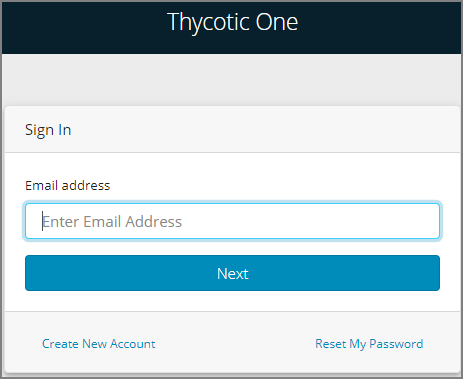 Thycotic One
Sign In
Email address
Enter Email Address
Next
Create New Account Reset My Password